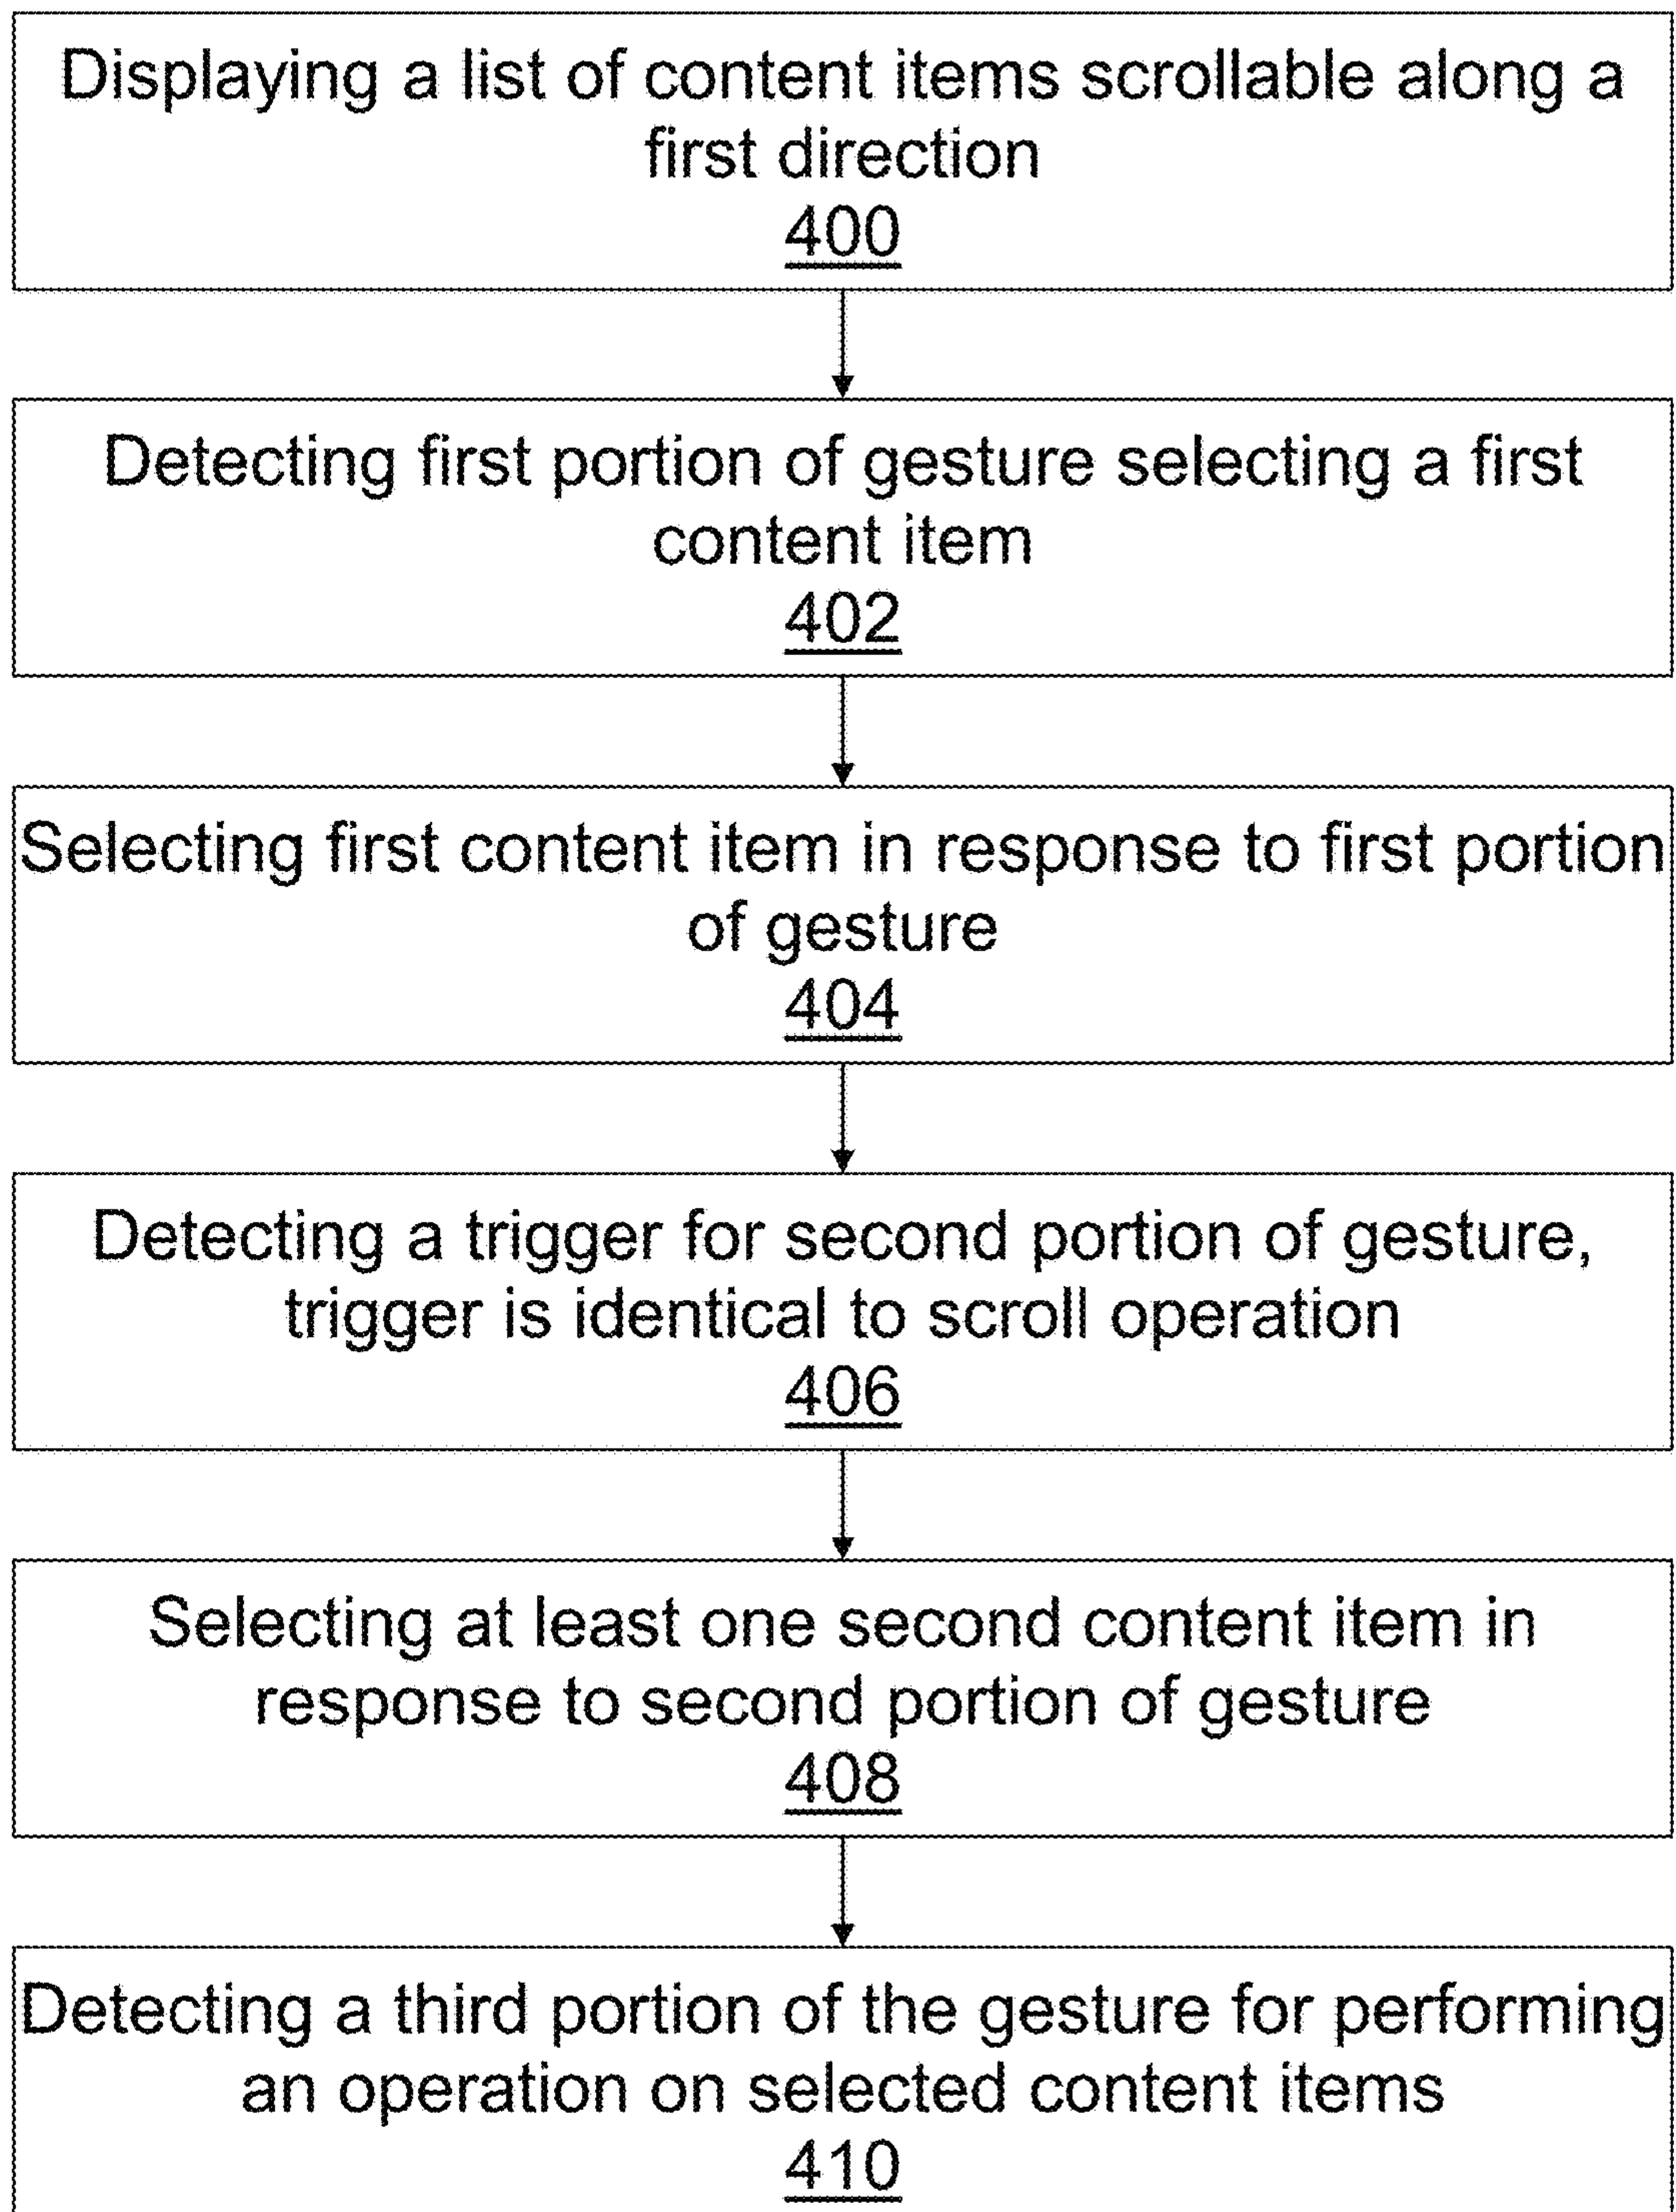 Displaying a list of content items scrollable along a
first direction
400
Detecting first portion of gesture selecting a first
content item
402
Selecting first content item in response to first portion
of gesture
404
Detecting a trigger for second portion of gesture,
trigger is identical to scroll operation
406
Selecting at least one second content item in
response to second portion of gesture
408
Detecting a third portion of the gesture for performing
an operation on selected content items
410